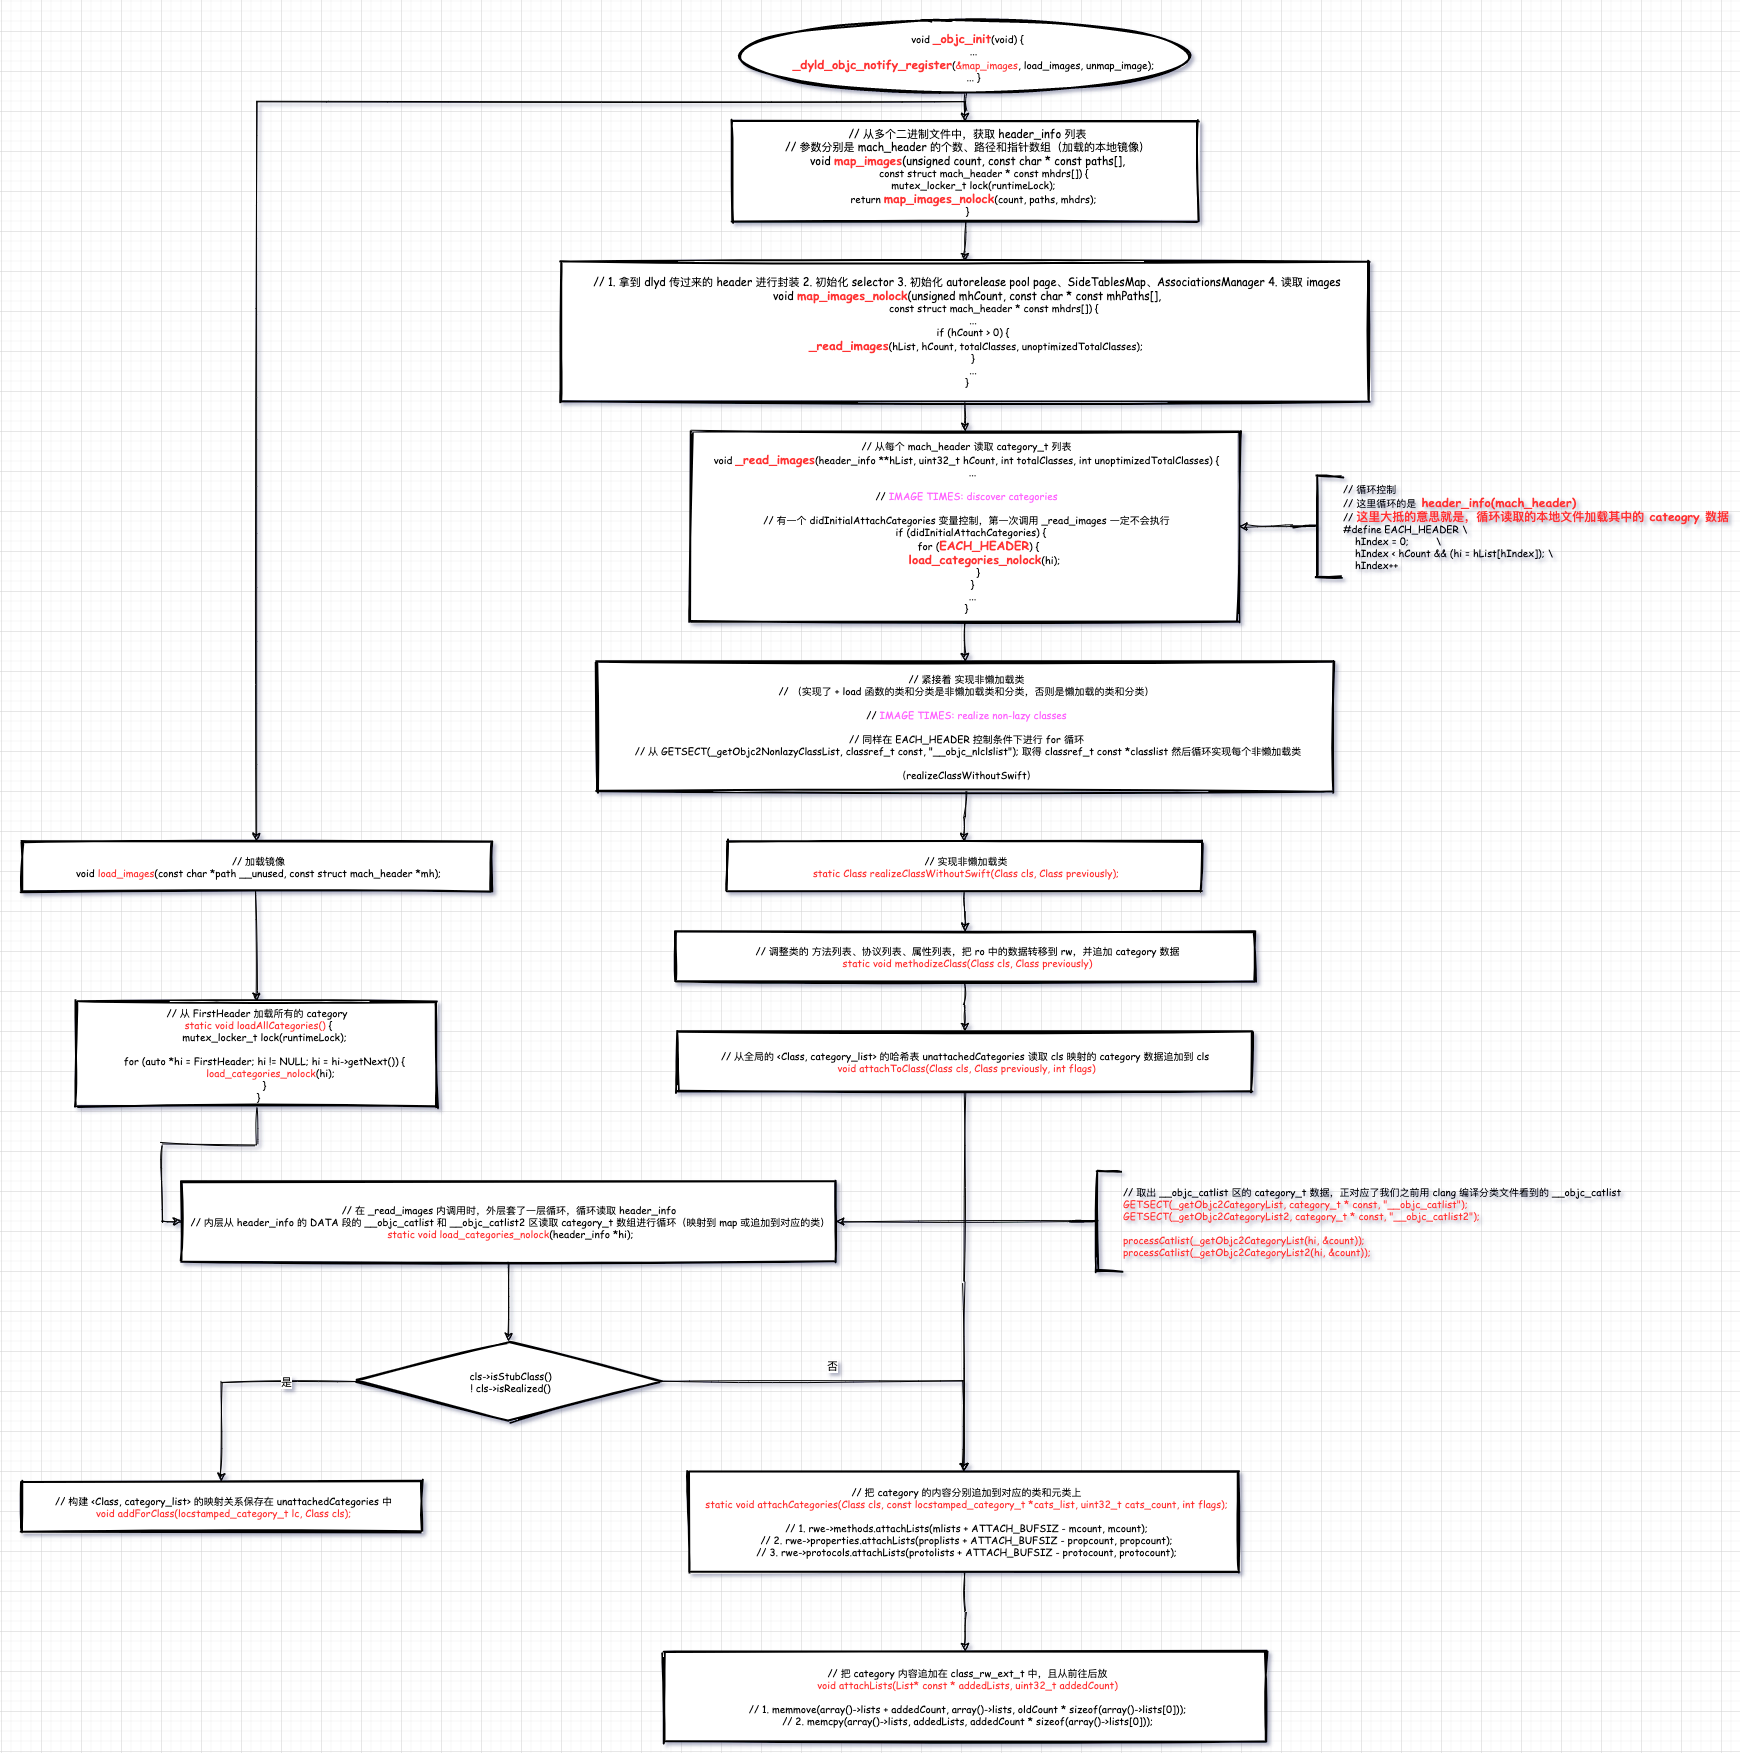 void _objc_init(void) {
...
_dyld_objc_notify_register(&map_images, load_images, unmap_image);
... }
// 从多个二进制文件中，获取 header_info 列表
// 参数分别是 mach_header 的个数、路径和指针数组（加载的本地镜像）
void map_images(unsigned count, const char * const paths[],
const struct mach_header * const mhdrs[]) {
mutex_locker_t lock(runtimeLock);
return map_images_nolock(count, paths, mhdrs);
}
// 1. 拿到 dlyd 传过来的 header 进行封装 2. 初始化 selector 3. 初始化 autorelease pool page、SideTablesMap、AssociationsManager 4. 读取 images
void map_images_nolock(unsigned mhCount, const char * const mhPaths[],
const struct mach_header * const mhdrs[]) {
...
if (hCount > 0) {
_read_images(hList, hCount, totalClasses, unoptimizedTotalClasses);
}
...
}
// 从每个 mach_header 读取 category_t 列表
void _read_images(header_info **hList, uint32_t hCount, int totalClasses, int unoptimizedTotalClasses) {
...
// IMAGE TIMES: discover categories
// 有一个 didInitialAttachCategories 变量控制，第一次调用 _read_images 一定不会执行
if (didInitialAttachCategories) {
for (EACH_HEADER) {
load_categories_nolock(hi);
}
}
...
}
// 循环控制
// 这里循环的是 header_info(mach_header)
// 这里大抵的意思就是，循环读取的本地文件加载其中的 cateogry 数据
#define EACH_HEADER \
hIndex = 0; \
hIndex < hCount && (hi = hList[hIndex]); \
hIndex++
// 紧接着 实现非懒加载类
// （实现了 + load 函数的类和分类是非懒加载类和分类，否则是懒加载的类和分类）
// IMAGE TIMES: realize non-lazy classes
// 同样在 EACH_HEADER 控制条件下进行 for 循环
// 从 GETSECT(_getObjc2NonlazyClassList, classref_t const, "__objc_nlclslist"); 取得 classref_t const *classlist 然后循环实现每个非懒加载类
（realizeClassWithoutSwift）
// 加载镜像
void load_images(const char *path __unused, const struct mach_header *mh);
// 实现非懒加载类
static Class realizeClassWithoutSwift(Class cls, Class previously);
// 调整类的 方法列表、协议列表、属性列表，把 ro 中的数据转移到 rw，并追加 category 数据
static void methodizeClass(Class cls, Class previously)
// 从 FirstHeader 加载所有的 category
static void loadAllCategories() {
mutex_locker_t lock(runtimeLock);
for (auto *hi = FirstHeader; hi != NULL; hi = hi->getNext()) {
load_categories_nolock(hi);
}
}
// 从全局的 <Class, category_list> 的哈希表 unattachedCategories 读取 cls 映射的 category 数据追加到 cls
void attachToClass(Class cls, Class previously, int flags)
// 在 _read_images 内调用时，外层套了一层循环，循环读取 header_info
// 内层从 header_info 的 DATA 段的 __objc_catlist 和 __objc_catlist2 区读取 category_t 数组进行循环（映射到 map 或追加到对应的类）
static void load_categories_nolock(header_info *hi);
// 取出 __objc_catlist 区的 category_t 数据，正对应了我们之前用 clang 编译分类文件看到的 __objc_catlist
GETSECT(_getObjc2CategoryList, category_t * const, "__objc_catlist");
GETSECT(_getObjc2CategoryList2, category_t * const, "__objc_catlist2");
processCatlist(_getObjc2CategoryList(hi, &count));
processCatlist(_getObjc2CategoryList2(hi, &count));
cls->isStubClass()
! cls->isRealized()
是
否
// 构建 <Class, category_list> 的映射关系保存在 unattachedCategories 中
void addForClass(locstamped_category_t lc, Class cls);
// 把 category 的内容分别追加到对应的类和元类上
static void attachCategories(Class cls, const locstamped_category_t *cats_list, uint32_t cats_count, int flags);
// 1. rwe->methods.attachLists(mlists + ATTACH_BUFSIZ - mcount, mcount);
// 2. rwe->properties.attachLists(proplists + ATTACH_BUFSIZ - propcount, propcount);
// 3. rwe->protocols.attachLists(protolists + ATTACH_BUFSIZ - protocount, protocount);
// 把 category 内容追加在 class_rw_ext_t 中，且从前往后放
void attachLists(List* const * addedLists, uint32_t addedCount)
// 1. memmove(array()->lists + addedCount, array()->lists, oldCount * sizeof(array()->lists[0]));
// 2. memcpy(array()->lists, addedLists, addedCount * sizeof(array()->lists[0]));